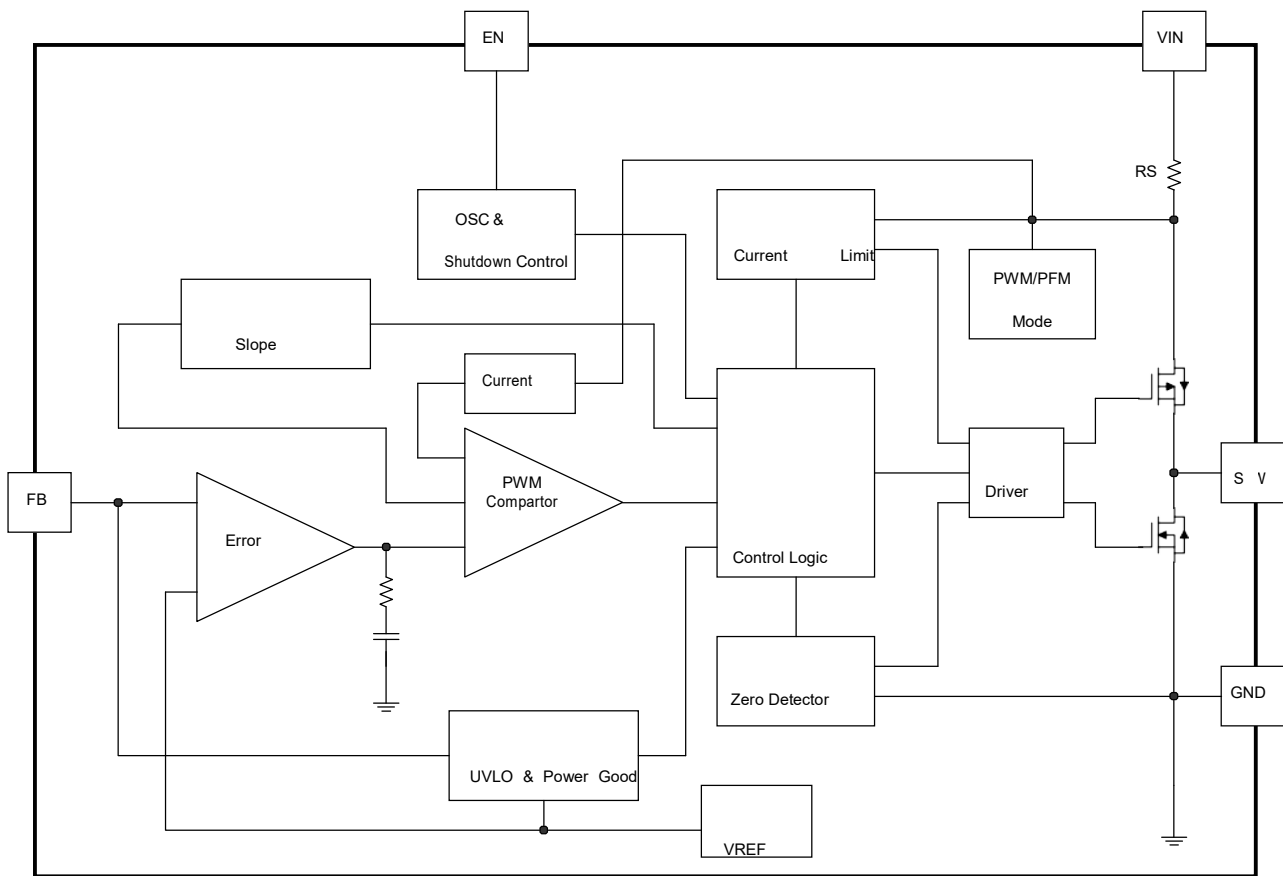 EN
VIN
RS
OSC &
Shutdown Control
Current Limit
PWM/PFM
Mode
Slope
Current
PWM
Compartor
FB
Error
Driver
S V
Control Logic
Zero Detector
GND
UVLO & Power Good
VREF